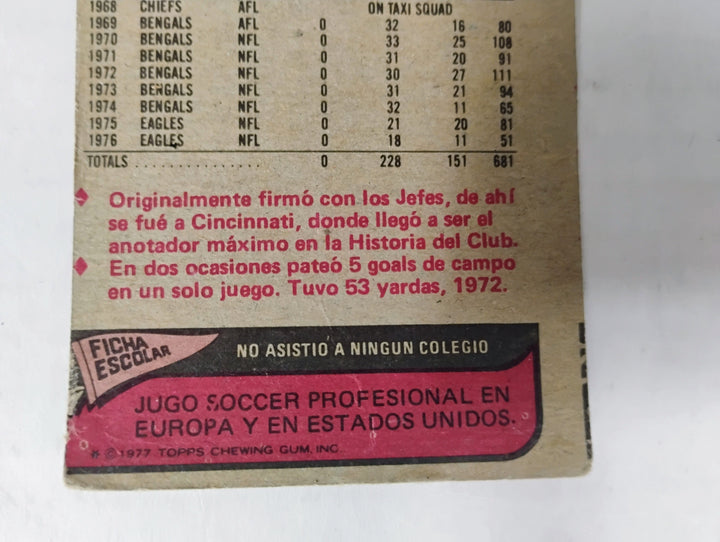 1968 CHIEFS AFL ON TAXI SQUAD
1969 BENGALS AFL 0 32 16 80
1970 BENGALS NFL 0 33 25 108
1971 BENGALS NFL 0 31 20 91
1972 BENGALS NFL 0 30 27 111
1973 BENGALS NFL 0 31 21 94
1974 BENGALS NFL 0 32 11 65
1975 EAGLES NFL 0 21 20 81
1976 EAGLES NFL 0 18 11 51
TOTALS .............. 0 228 151 681
Originalmente firmó con los Jefes, de ahí
se fué a Cincinnati, donde llegó a ser el
anotador máximo en la Historia del Club.
En dos ocasiones pateó 5 goals de campo
en un solo juego. Tuvo 53 yardas, 1972.
FICHA
ESCOLAR
NO ASISTIÓ A NINGUN COLEGIO
JUGO SOCCER PROFESIONAL EN
EUROPA Y EN ESTADOS UNIDOS.
* © 1977 TOPPS CHEWING GUM, INC.